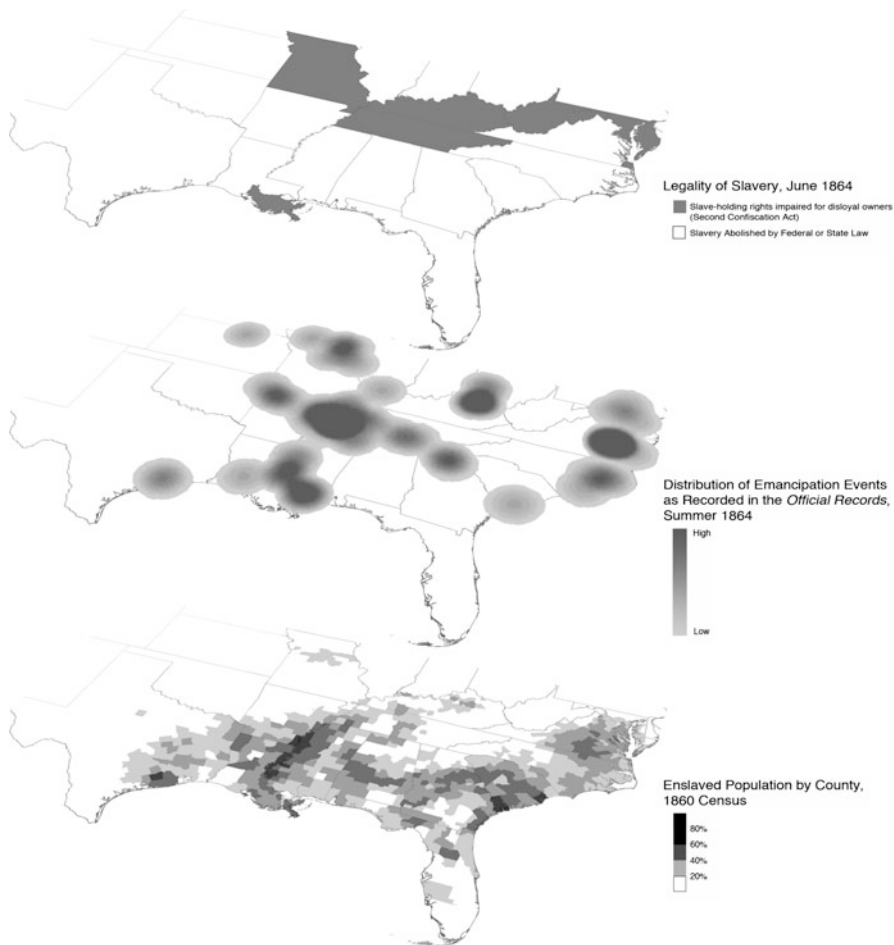 Legality of Slavery, June 1864
Slave-holding rights impaired for disloyal owners
(Second Confiscation Act)
Slavery Abolished by Federal or State Law
Distribution of Emancipation Events
as Recorded in the Official Records,
Summer 1864
High
Low
Enslaved Population by County,
1860 Census
80%
60%
40%
20%